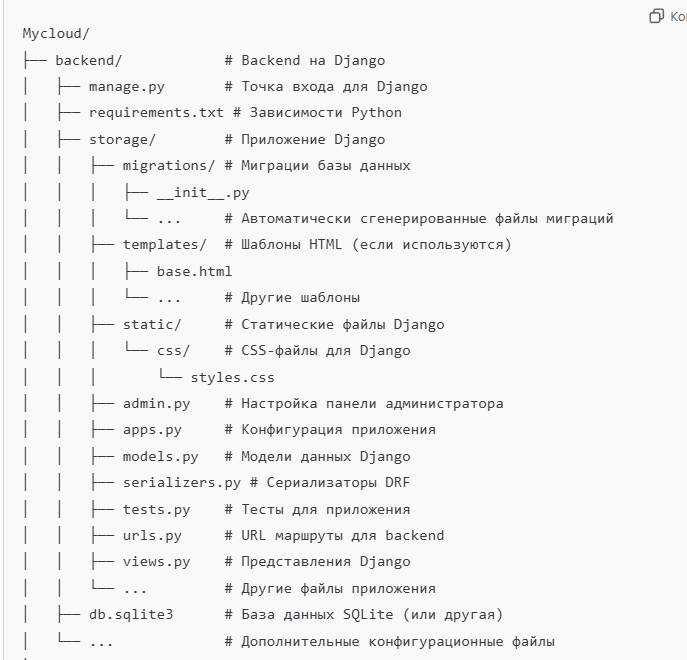 Ко
Mycloud/
├── backend/            # Backend на Django
│   ├── manage.py       # Точка входа для Django
│   ├── requirements.txt # Зависимости Python
│   ├── storage/        # Приложение Django
│   │   ├── migrations/ # Миграции базы данных
│   │   │   ├── __init__.py
│   │   │   └── ...     # Автоматически сгенерированные файлы миграций
│   │   ├── templates/  # Шаблоны HTML (если используются)
│   │   │   ├── base.html
│   │   │   └── ...     # Другие шаблоны
│   │   ├── static/     # Статические файлы Django
│   │   │   └── css/    # CSS-файлы для Django
│   │   │       └── styles.css
│   │   ├── admin.py    # Настройка панели администратора
│   │   ├── apps.py     # Конфигурация приложения
│   │   ├── models.py   # Модели данных Django
│   │   ├── serializers.py # Сериализаторы DRF
│   │   ├── tests.py    # Тесты для приложения
│   │   ├── urls.py     # URL маршруты для backend
│   │   ├── views.py    # Представления Django
│   │   └── ...         # Другие файлы приложения
│   ├── db.sqlite3      # База данных SQLite (или другая)
│   └── ...             # Дополнительные конфигурационные файлы